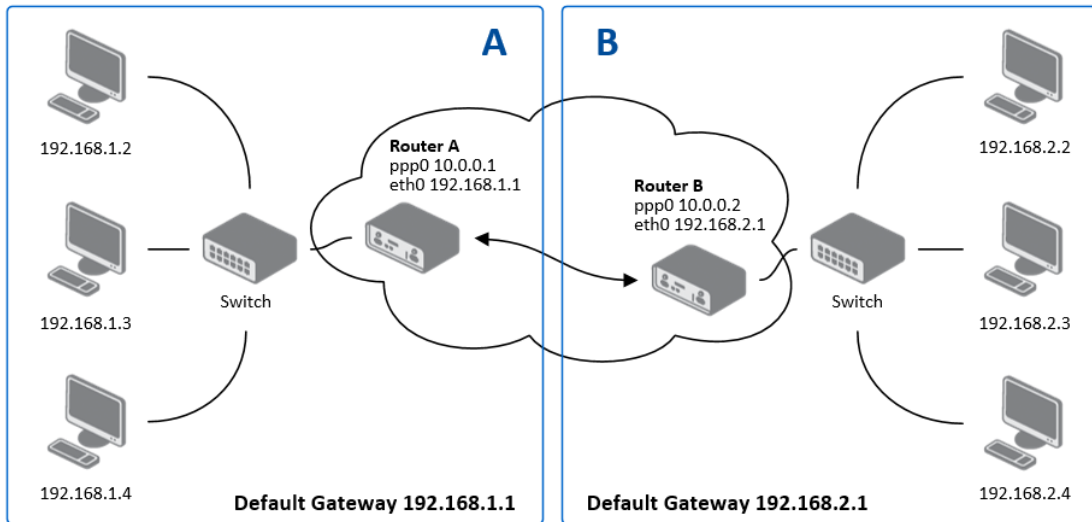 A
B
192.168.1.2
192.168.2.2
Router A
ppp0 10.0.0.1
eth0 192.168.1.1
Router B
ppp0 10.0.0.2
eth0 192.168.2.1
Switch
Switch
192.168.1.3
192.168.2.3
192.168.1.4
192.168.2.4
Default Gateway 192.168.1.1
Default Gateway 192.168.2.1